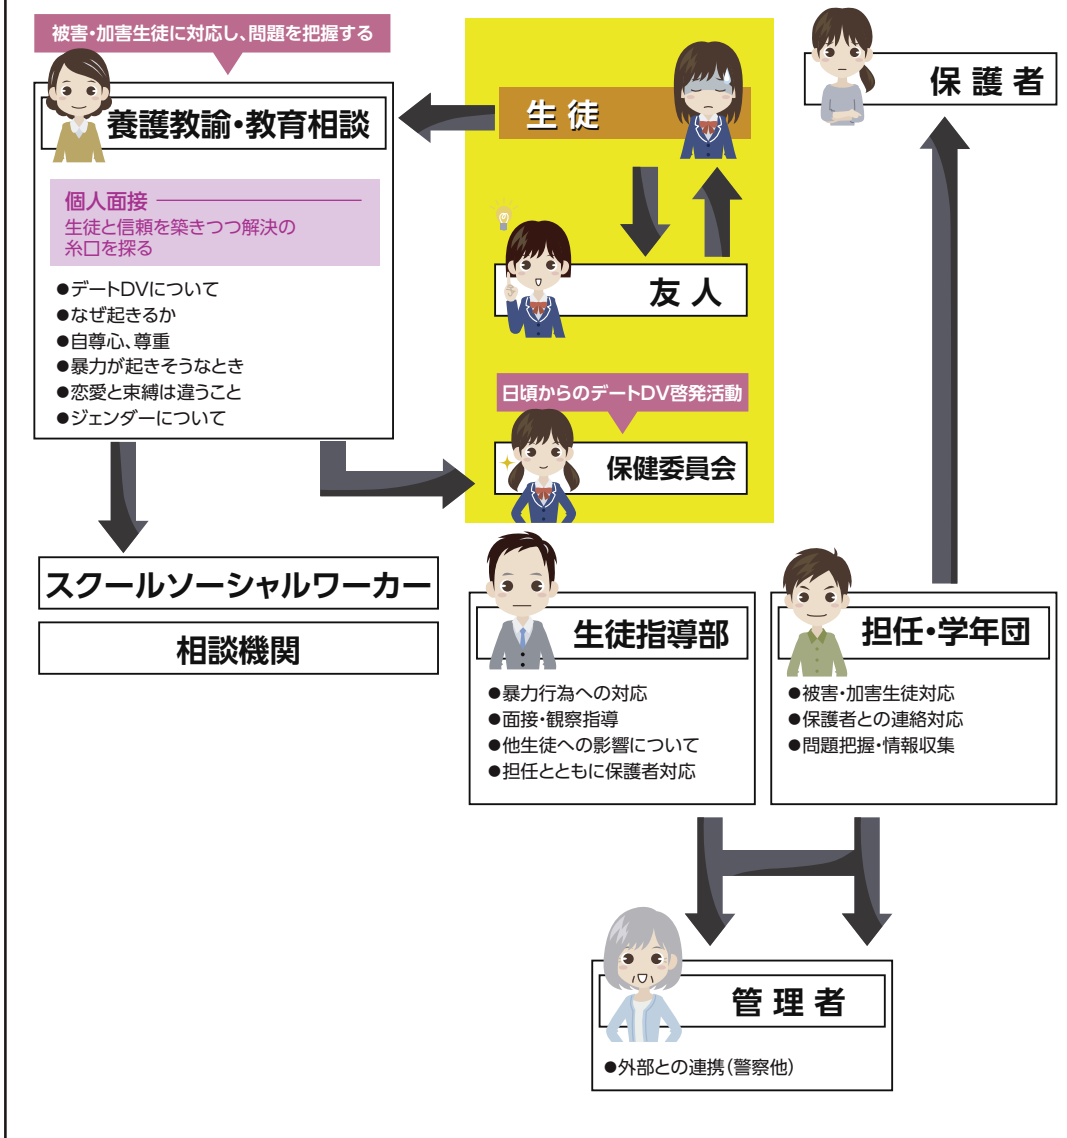 被害・加害生徒に対応し、問題を把握する
養護教諭・教育相談
個人面接
生徒と信頼を築きつつ解決の
糸口を探る
●デートDVについて
●なぜ起きるか
●自尊心、尊重
●暴力が起きそうなとき
●恋愛と束縛は違うこと
●ジェンダーについて
生徒
友人
日頃からのデートDV啓発活動
保健委員会
保護者
スクールソーシャルワーカー
相談機関
生徒指導部
●暴力行為への対応
●面接・観察指導
●他生徒への影響について
●担任とともに保護者対応
担任・学年団
●被害・加害生徒対応
●保護者との連絡対応
●問題把握・情報収集
管理者
●外部との連携（警察他）